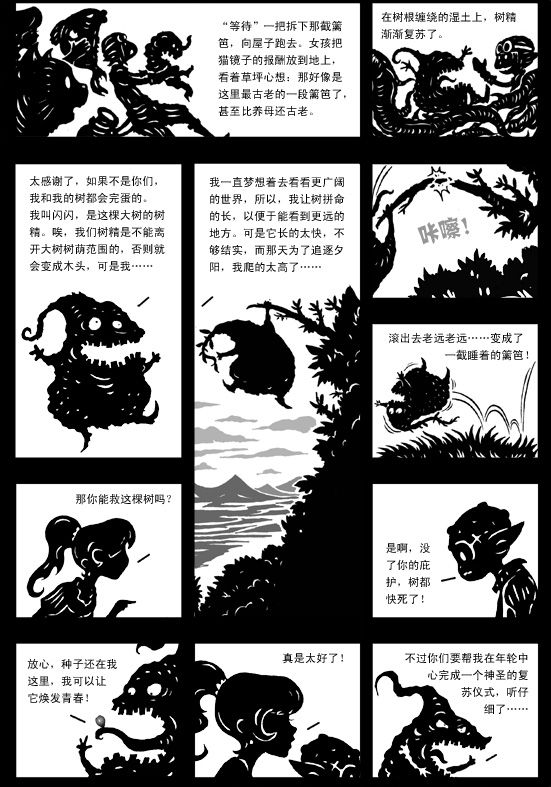 “等待”一把拆下那截篱
笆，向屋子跑去。女孩把
猫镜子的报酬放到地上，
看着草坪心想：那好像是
这里最古老的一段篱笆了，
甚至比养母还古老。
在树根缠绕的湿土上，树精
渐渐复苏了。
太感谢了，如果不是你们，
我和我的树都会完蛋的。
我叫闪闪，是这棵大树的树
精。唉，我们树精是不能离
开大树树荫范围的，否则就
会变成木头，可是我……
我一直梦想着去看看更广阔
的世界，所以，我让树拼命
的长，以便于能看到更远的
地方。可是它长的太快，不
够结实，而那天为了追逐夕
阳，我爬的太高了……
咔嚓！
滚出去老远老远……变成了
一截睡着的篱笆！
那你能救这棵树吗？
是啊，没
了你的庇
护，树都
快死了！
放心，种子还在我
这里，我可以让
它焕发青春！
真是太好了！
不过你们要帮我在年轮中
心完成一个神圣的复
苏仪式，听仔
细了……